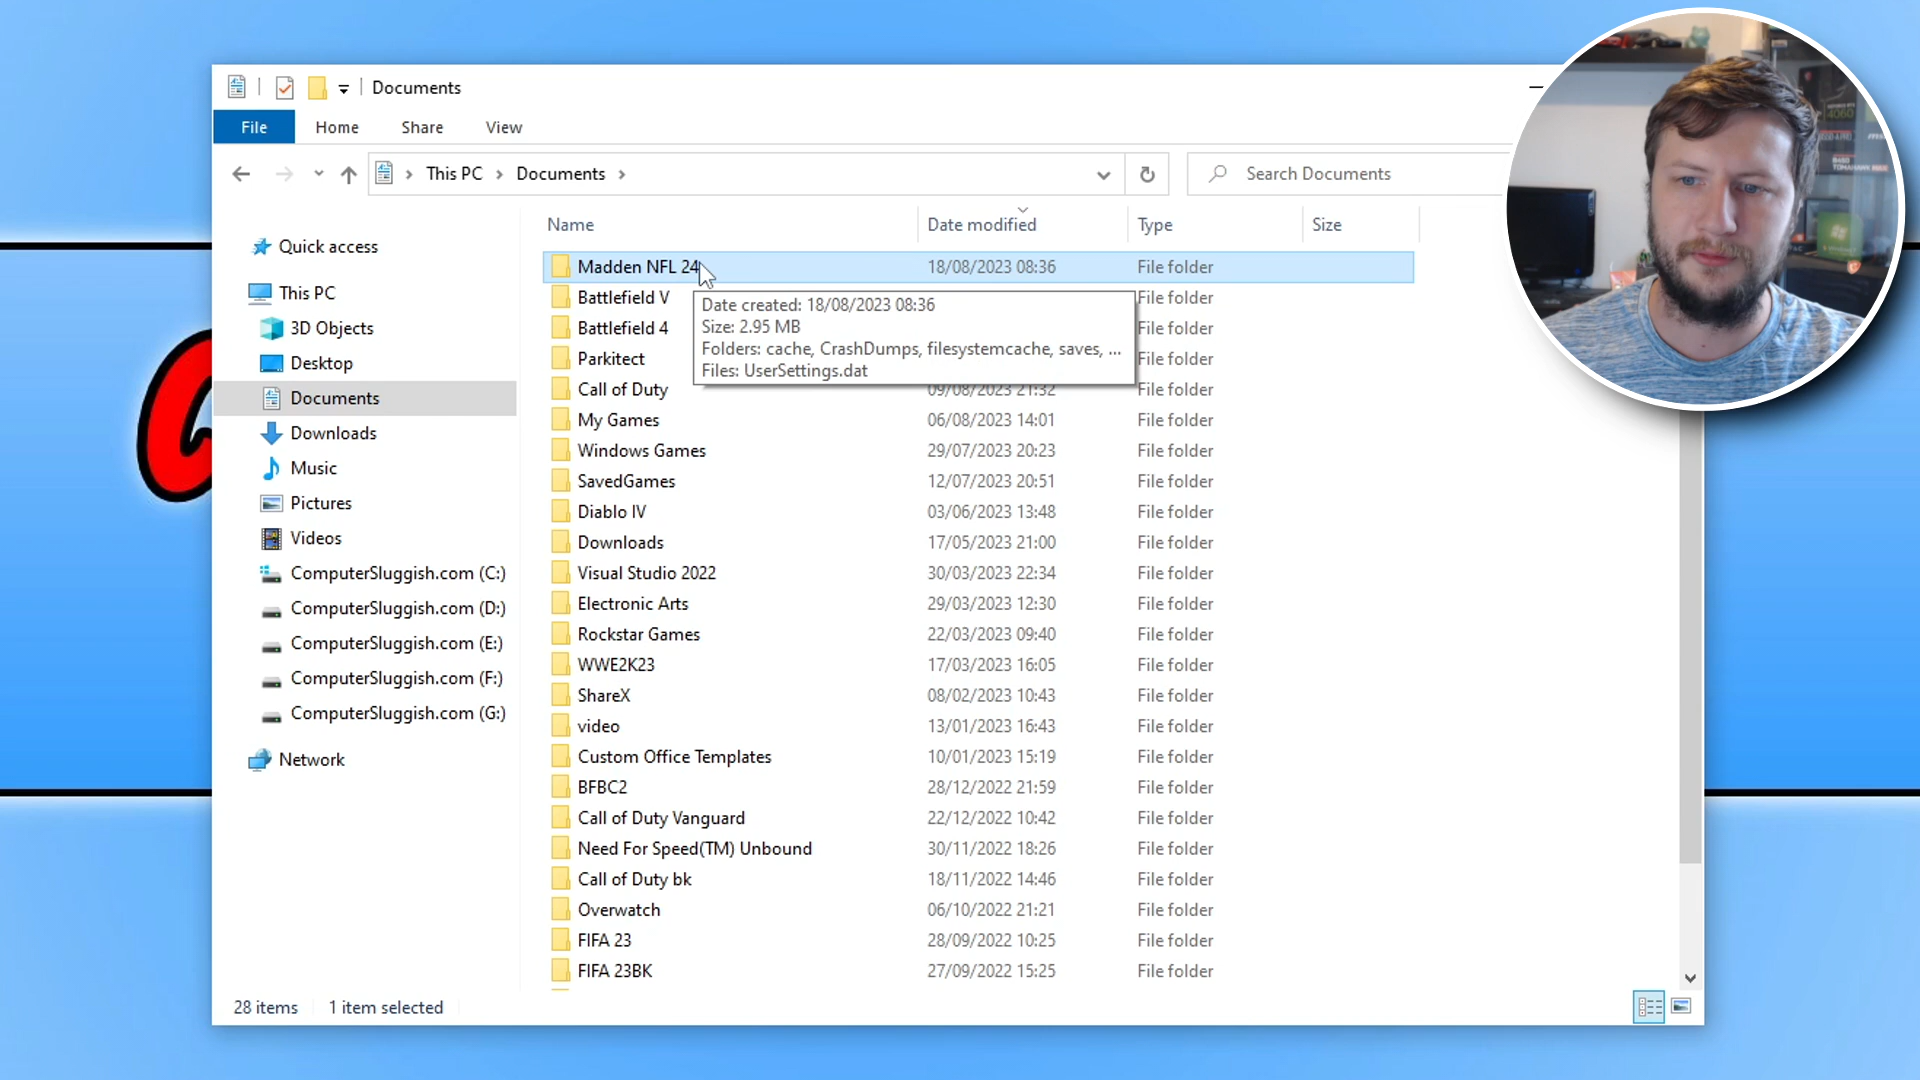 Documents
File Home Share View
This PC Documents
Search Documents
Name Date modified Type Size
Quick access
This PC
3D Objects
Desktop
Documents
Downloads
Music
Pictures
Videos
ComputerSluggish.com (C:)
ComputerSluggish.com (D:)
ComputerSluggish.com (E:)
ComputerSluggish.com (F:)
ComputerSluggish.com (G:)
Network
Madden NFL 24 18/08/2023 08:36 File folder
Battlefield V File folder
Battlefield 4 File folder
Parkitect File folder
Call of Duty 09/08/2023 21:32 File folder
Date created: 18/08/2023 08:36
Size: 2.95 MB
Folders: cache, CrashDumps, filesystemcache, saves, ...
Files: UserSettings.dat
My Games 06/08/2023 14:01 File folder
Windows Games 29/07/2023 20:23 File folder
SavedGames 12/07/2023 20:51 File folder
Diablo IV 03/06/2023 13:48 File folder
Downloads 17/05/2023 21:00 File folder
Visual Studio 2022 30/03/2023 22:34 File folder
Electronic Arts 29/03/2023 12:30 File folder
Rockstar Games 22/03/2023 09:40 File folder
WWE2K23 17/03/2023 16:05 File folder
ShareX 08/02/2023 10:43 File folder
video 13/01/2023 16:43 File folder
Custom Office Templates 10/01/2023 15:19 File folder
BFBC2 28/12/2022 21:59 File folder
Call of Duty Vanguard 22/12/2022 10:42 File folder
Need For Speed(TM) Unbound 30/11/2022 18:26 File folder
Call of Duty bk 18/11/2022 14:46 File folder
Overwatch 06/10/2022 21:21 File folder
FIFA 23 28/09/2022 10:25 File folder
FIFA 23BK 27/09/2022 15:25 File folder
28 items 1 item selected